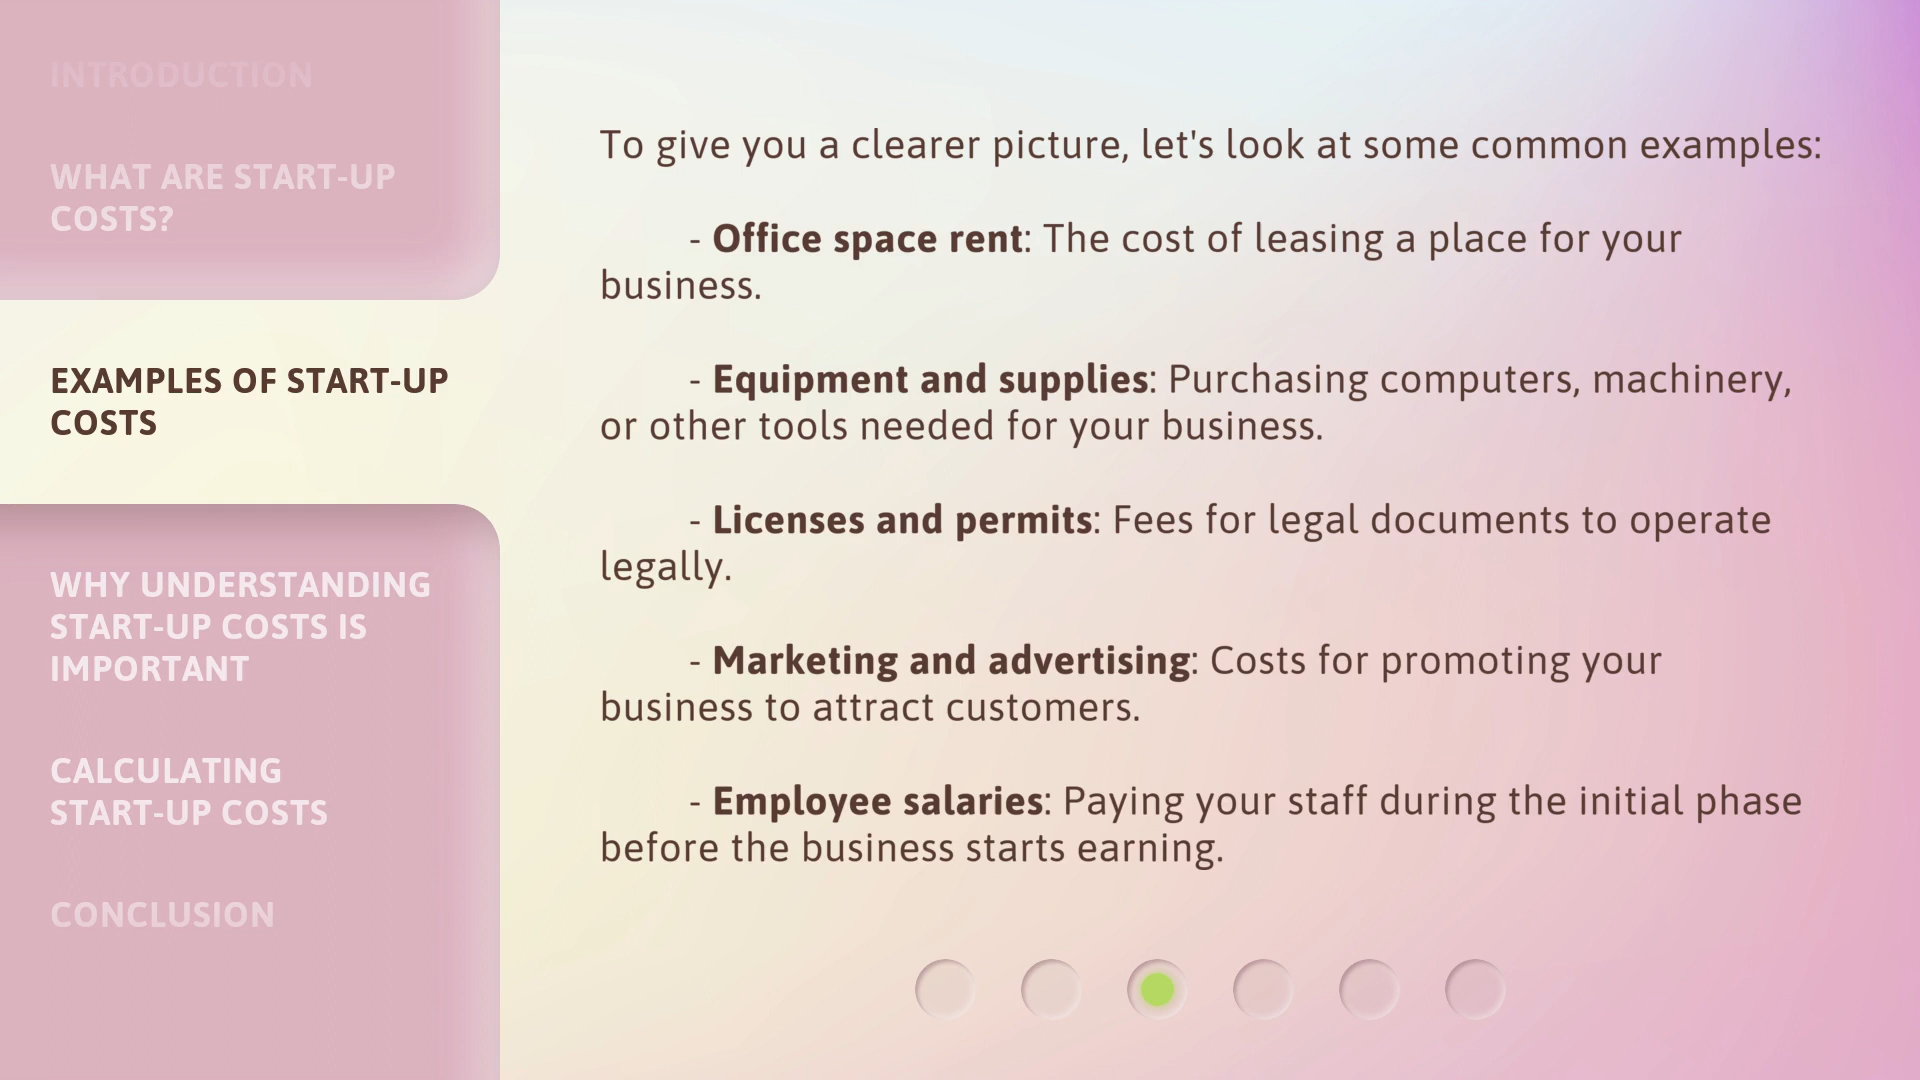 INTRODUCTION
WHAT ARE START-UP
COSTS?
EXAMPLES OF START-UP
COSTS
WHY UNDERSTANDING
START-UP COSTS IS
IMPORTANT
CALCULATING
START-UP COSTS
CONCLUSION
To give you a clearer picture, let's look at some common examples:
- Office space rent: The cost of leasing a place for your
business.
- Equipment and supplies: Purchasing computers, machinery,
or other tools needed for your business.
- Licenses and permits: Fees for legal documents to operate
legally.
- Marketing and advertising: Costs for promoting your
business to attract customers.
- Employee salaries: Paying your staff during the initial phase
before the business starts earning.